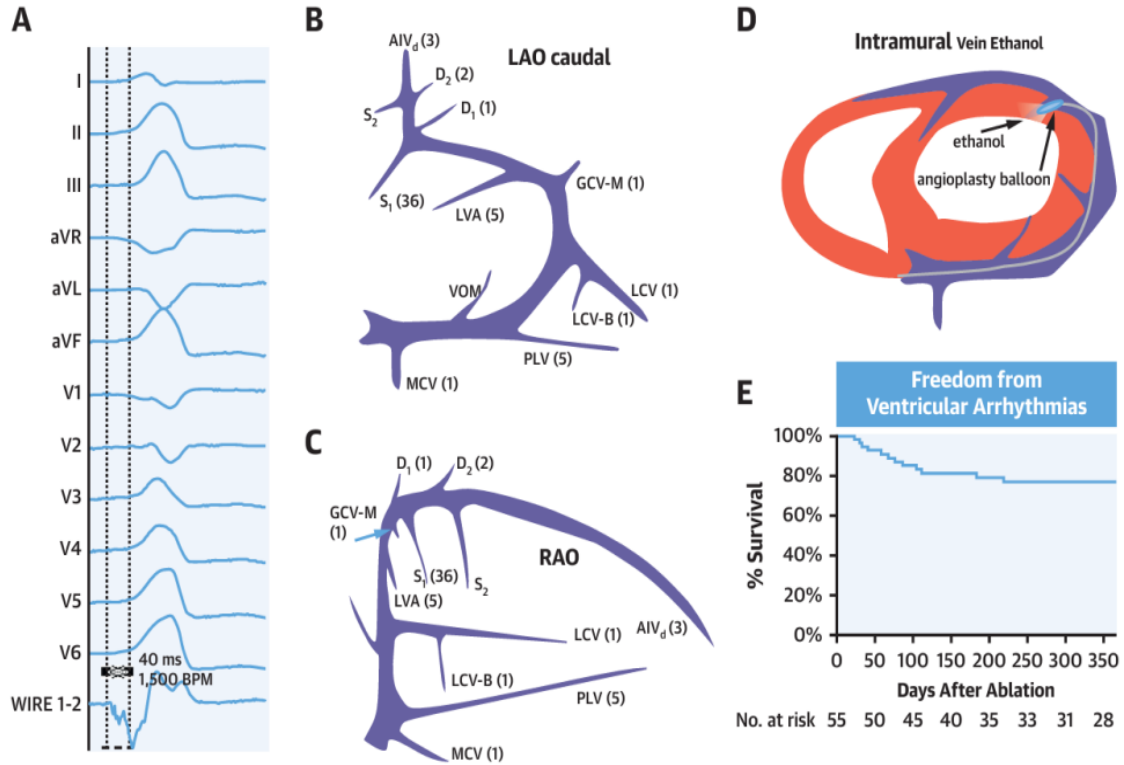 A
I
II
III
aVR
aVL
aVF
V1
V2
V3
V4
V5
V6
40 ms
1,500 BPM
WIRE 1-2
B
LAO caudal
AIVd (3)
D2 (2)
D1 (1)
S2
S1 (36)
LVA (5)
GCV-M (1)
VOM
LCV (1)
LCV-B (1)
PLV (5)
MCV (1)
C
RAO
D1 (1)
D2 (2)
GCV-M
(1)
S1 (36)
S2
LVA (5)
AIVd (3)
LCV (1)
LCV-B (1)
PLV (5)
MCV (1)
D
Intramural Vein Ethanol
ethanol
angioplasty balloon
E
Freedom from
Ventricular Arrhythmias
% Survival
100%
80%
60%
40%
20%
0%
0 50 100 150 200 250 300 350
Days After Ablation
No. at risk 55 50 45 40 35 33 31 28